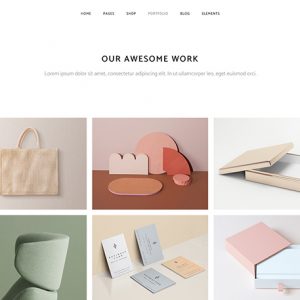 HOME PAGES SHOP PORTFOLIO BLOG ELEMENTS
OUR AWESOME WORK
Lorem ipsum dolor sit amet, consectetur adipiscing elit. In ut ullamcorper leo, eget euismod orci.